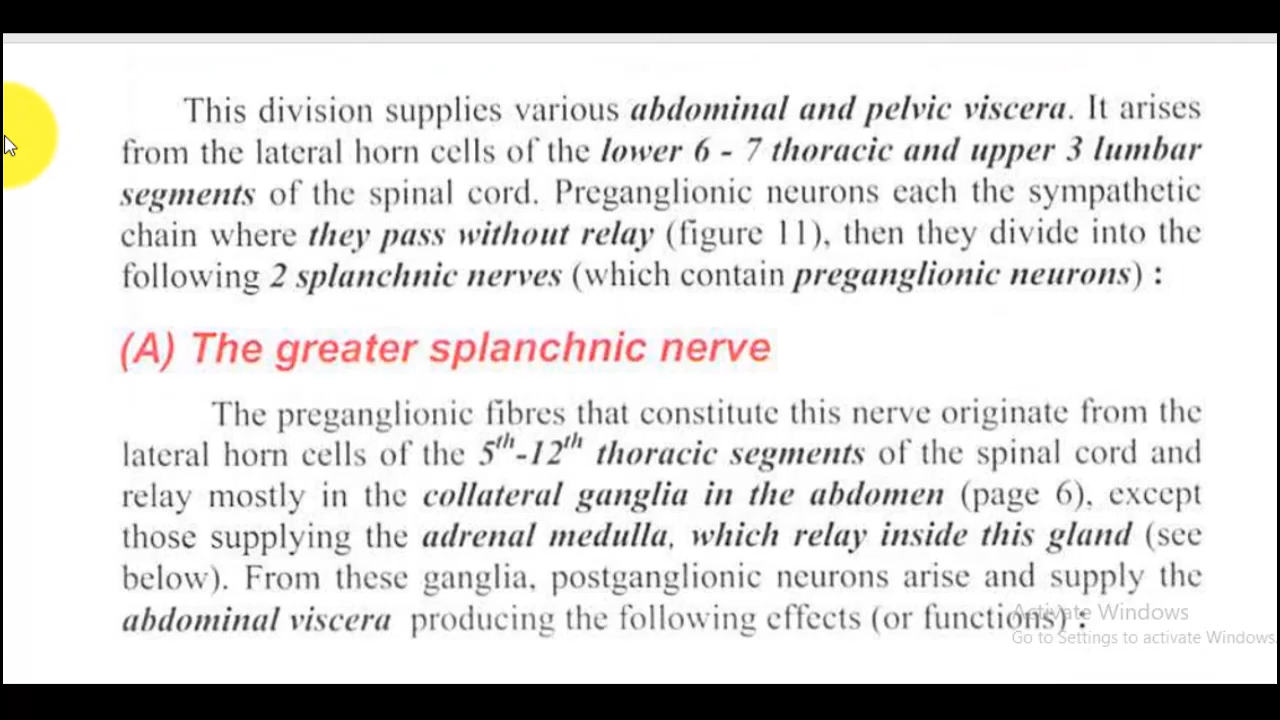 This division supplies various abdominal and pelvic viscera. It arises
from the lateral horn cells of the lower 6 - 7 thoracic and upper 3 lumbar
segments of the spinal cord. Preganglionic neurons each the sympathetic
chain where they pass without relay (figure 11), then they divide into the
following 2 splanchnic nerves (which contain preganglionic neurons) :
(A) The greater splanchnic nerve
The preganglionic fibres that constitute this nerve originate from the
lateral horn cells of the 5th-12th thoracic segments of the spinal cord and
relay mostly in the collateral ganglia in the abdomen (page 6), except
those supplying the adrenal medulla, which relay inside this gland (see
below). From these ganglia, postganglionic neurons arise and supply the
abdominal viscera producing the following effects (or functions) :
Activate Windows
Go to Settings to activate Windows